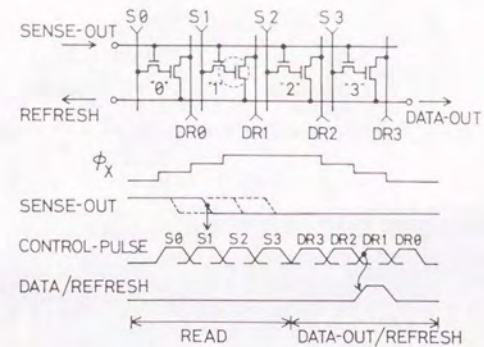 S0 S1 S2 S3
SENSE-OUT
"0" "1" "2" "3"
REFRESH
DATA-OUT
DR0 DR1 DR2 DR3
ϕX
SENSE-OUT
CONTROL-PULSE S0 S1 S2 S3 DR3 DR2 DR1 DR0
DATA/REFRESH
READ DATA-OUT/REFRESH